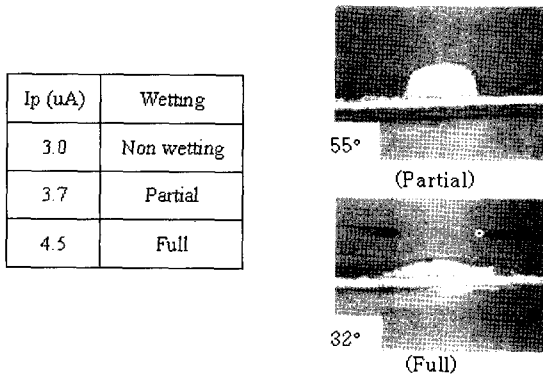 Ip (uA) Wetting
3.0 Non wetting
3.7 Partial
4.5 Full
55°
(Partial)
32°
(Full)